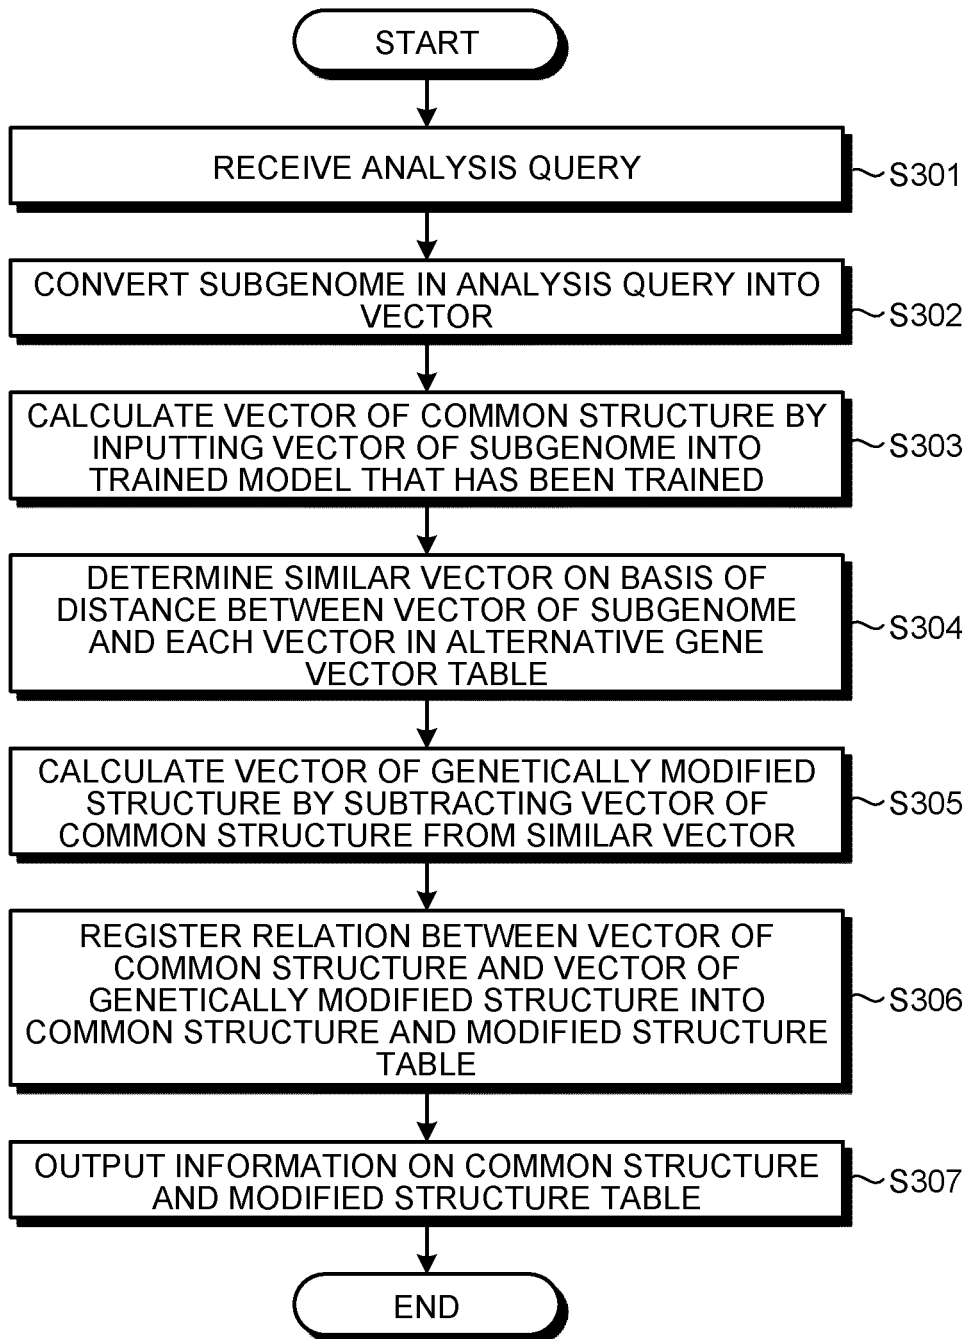 START
RECEIVE ANALYSIS QUERY
S301
CONVERT SUBGENOME IN ANALYSIS QUERY INTO
VECTOR
S302
CALCULATE VECTOR OF COMMON STRUCTURE BY
INPUTTING VECTOR OF SUBGENOME INTO
TRAINED MODEL THAT HAS BEEN TRAINED
S303
DETERMINE SIMILAR VECTOR ON BASIS OF
DISTANCE BETWEEN VECTOR OF SUBGENOME
AND EACH VECTOR IN ALTERNATIVE GENE
VECTOR TABLE
S304
CALCULATE VECTOR OF GENETICALLY MODIFIED
STRUCTURE BY SUBTRACTING VECTOR OF
COMMON STRUCTURE FROM SIMILAR VECTOR
S305
REGISTER RELATION BETWEEN VECTOR OF
COMMON STRUCTURE AND VECTOR OF
GENETICALLY MODIFIED STRUCTURE INTO
COMMON STRUCTURE AND MODIFIED STRUCTURE
TABLE
S306
OUTPUT INFORMATION ON COMMON STRUCTURE
AND MODIFIED STRUCTURE TABLE
S307
END